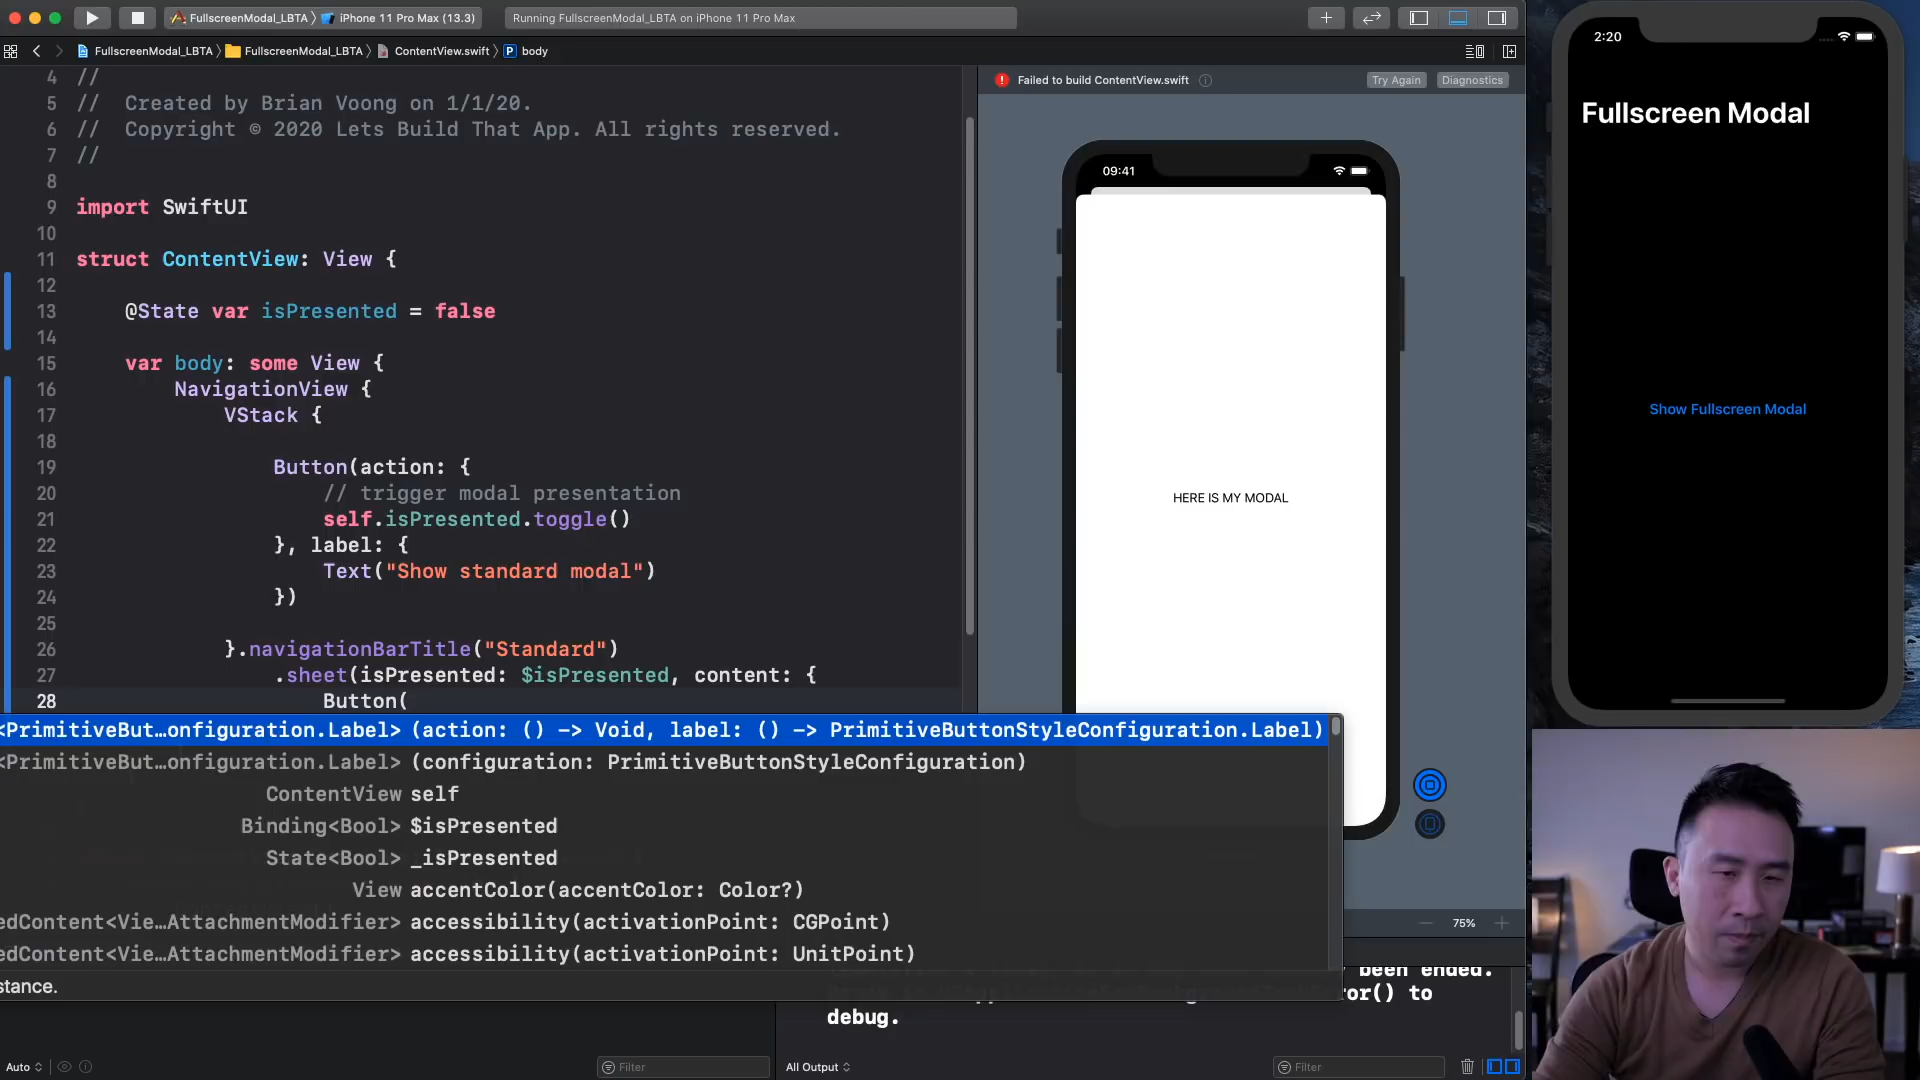 FullscreenModal_LBTA 〉 iPhone 11 Pro Max (13.3)
Running FullscreenModal_LBTA on iPhone 11 Pro Max
FullscreenModal_LBTA 〉 FullscreenModal_LBTA 〉 ContentView.swift 〉 P body
4 //
5 //  Created by Brian Voong on 1/1/20.
6 //  Copyright © 2020 Lets Build That App. All rights reserved.
7 //
8
9 import SwiftUI
10
11 struct ContentView: View {
12
13     @State var isPresented = false
14
15     var body: some View {
16         NavigationView {
17             VStack {
18
19                 Button(action: {
20                     // trigger modal presentation
21                     self.isPresented.toggle()
22                 }, label: {
23                     Text("Show standard modal")
24                 })
25
26             }.navigationBarTitle("Standard")
27                 .sheet(isPresented: $isPresented, content: {
28                     Button(
<PrimitiveBut…onfiguration.Label> (action: () -> Void, label: () -> PrimitiveButtonStyleConfiguration.Label)
<PrimitiveBut…onfiguration.Label> (configuration: PrimitiveButtonStyleConfiguration)
ContentView self
Binding<Bool> $isPresented
State<Bool> _isPresented
View accentColor(accentColor: Color?)
edContent<Vie…AttachmentModifier> accessibility(activationPoint: CGPoint)
edContent<Vie…AttachmentModifier> accessibility(activationPoint: UnitPoint)
stance.
Failed to build ContentView.swift
Try Again
Diagnostics
09:41
HERE IS MY MODAL
75%
been ended.
ror() to
debug.
Auto
Filter
All Output
Filter
2:20
Fullscreen Modal
Show Fullscreen Modal